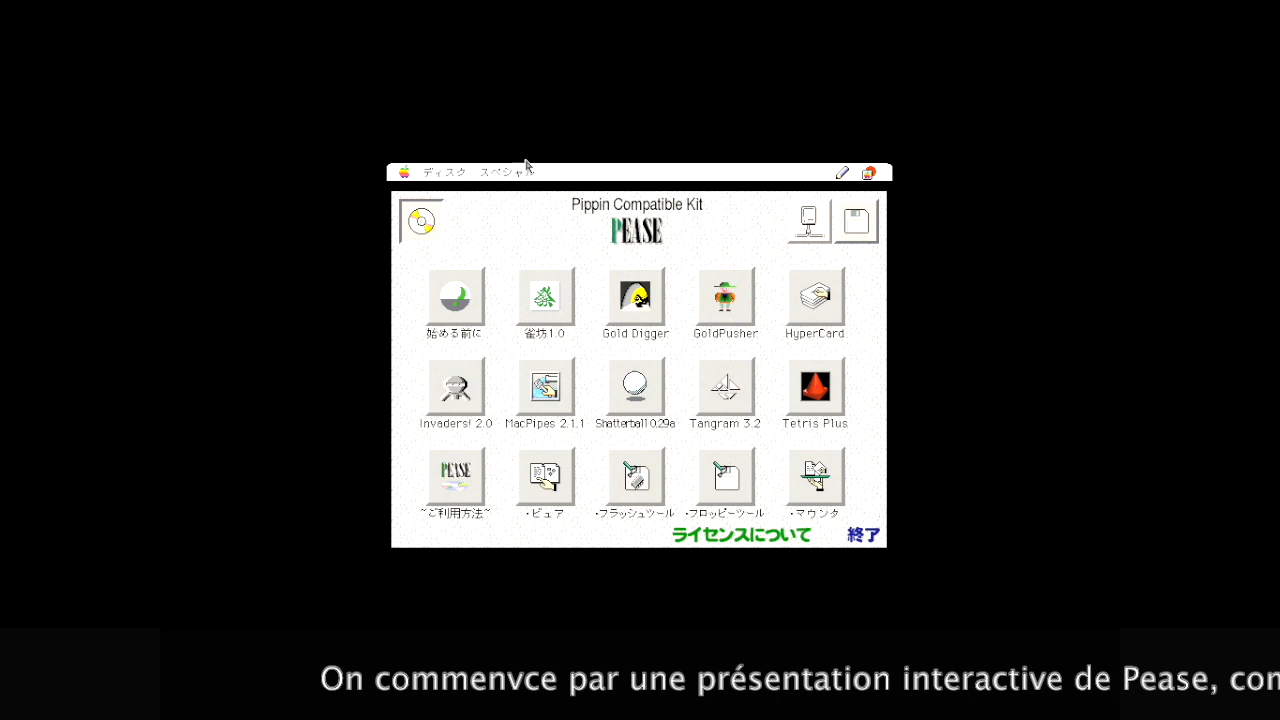 ディスク スペシャル
Pippin Compatible Kit
PEASE
始める前に 雀坊1.0 Gold Digger GoldPusher HyperCard
Invaders! 2.0 MacPipes 2.1.1 Shatterball 0.29a Tangram 3.2 Tetris Plus
PEASE
~ご利用方法~ ・ビュア ・フラッシュツール ・フロッピーツール ・マウンタ
ライセンスについて 終了
On commenvce par une présentation interactive de Pease, con